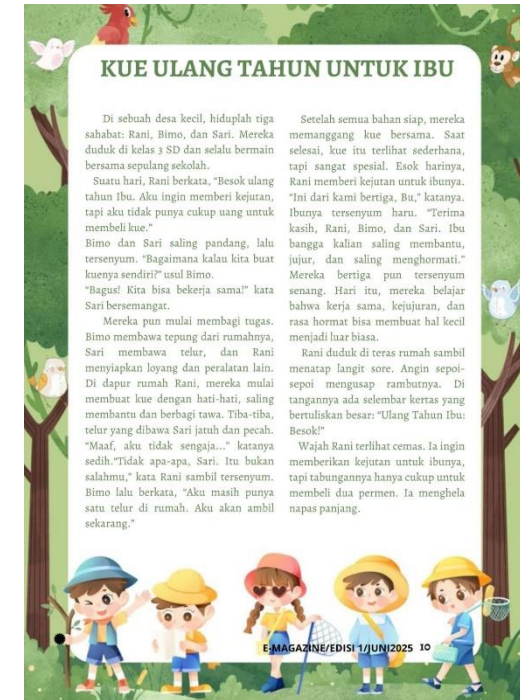 KUE ULANG TAHUN UNTUK IBU
Di sebuah desa kecil, hiduplah tiga
sahabat: Rani, Bimo, dan Sari. Mereka
duduk di kelas 3 SD dan selalu bermain
bersama sepulang sekolah.
Suatu hari, Rani berkata, “Besok ulang
tahun Ibu. Aku ingin memberi kejutan,
tapi aku tidak punya cukup uang untuk
membeli kue.”
Bimo dan Sari saling pandang, lalu
tersenyum. “Bagaimana kalau kita buat
kuenya sendiri?” usul Bimo.
“Bagus! Kita bisa bekerja sama!” kata
Sari bersemangat.
Mereka pun mulai membagi tugas.
Bimo membawa tepung dari rumahnya,
Sari membawa telur, dan Rani
menyiapkan loyang dan peralatan lain.
Di dapur rumah Rani, mereka mulai
membuat kue dengan hati-hati, saling
membantu dan berbagi tawa. Tiba-tiba,
telur yang dibawa Sari jatuh dan pecah.
“Maaf, aku tidak sengaja...” katanya
sedih.“Tidak apa-apa, Sari. Itu bukan
salahmu,” kata Rani sambil tersenyum.
Bimo lalu berkata, “Aku masih punya
satu telur di rumah. Aku akan ambil
sekarang.”
Setelah semua bahan siap, mereka
memanggang kue bersama. Saat
selesai, kue itu terlihat sederhana,
tapi sangat spesial. Esok harinya,
Rani memberi kejutan untuk ibunya.
“Ini dari kami bertiga, Bu,” katanya.
Ibunya tersenyum haru. “Terima
kasih, Rani, Bimo, dan Sari. Ibu
bangga kalian saling membantu,
jujur, dan saling menghormati.”
Mereka bertiga pun tersenyum
senang. Hari itu, mereka belajar
bahwa kerja sama, kejujuran, dan
rasa hormat bisa membuat hal kecil
menjadi luar biasa.
Rani duduk di teras rumah sambil
menatap langit sore. Angin sepoi-
sepoi mengusap rambutnya. Di
tangannya ada selembar kertas yang
bertuliskan besar: “Ulang Tahun Ibu:
Besok!”
Wajah Rani terlihat cemas. Ia ingin
memberikan kejutan untuk ibunya,
tapi tabungannya hanya cukup untuk
membeli dua permen. Ia menghela
napas panjang.
E-MAGAZINE/EDISI 1/JUNI2025 10